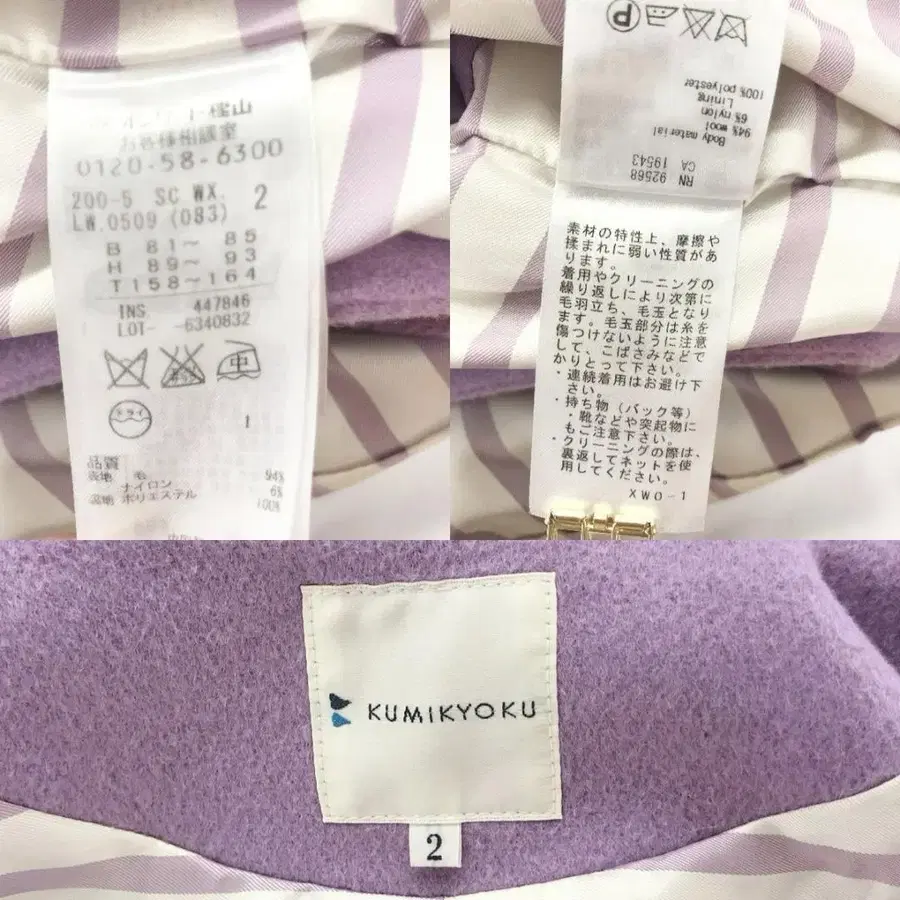 オンワード樫山
お客様相談室
0120-58-6300
200-5 SC WX. 2
LW.0509 (083)
B 81~ 85
H 89~ 93
T158~164
INS. 447846
LOT- -6340832
中
ドライ
1
品質
表地 毛 94%
ナイロン 6%
裏地 ポリエステル 100%
P
RN 92568
CA 19543
Body material
94% wool
6% nylon
Lining
100% polyester
素材の特性上、摩擦や
揉まれに弱い性質があ
ります。
着用やクリーニングの
繰り返しにより次第に
毛羽立ち、毛玉となり
ます。毛玉部分は糸を
傷つけないように注意
して、こばさみなどで
かりとって下さい。
・連続着用はお避け下
さい。
・持ち物（バック等）
・靴などや突起物に
もご注意下さい。
・クリーニングの際は、
裏返してネットを使
用してください。
XWO-1
KUMIKYOKU
2